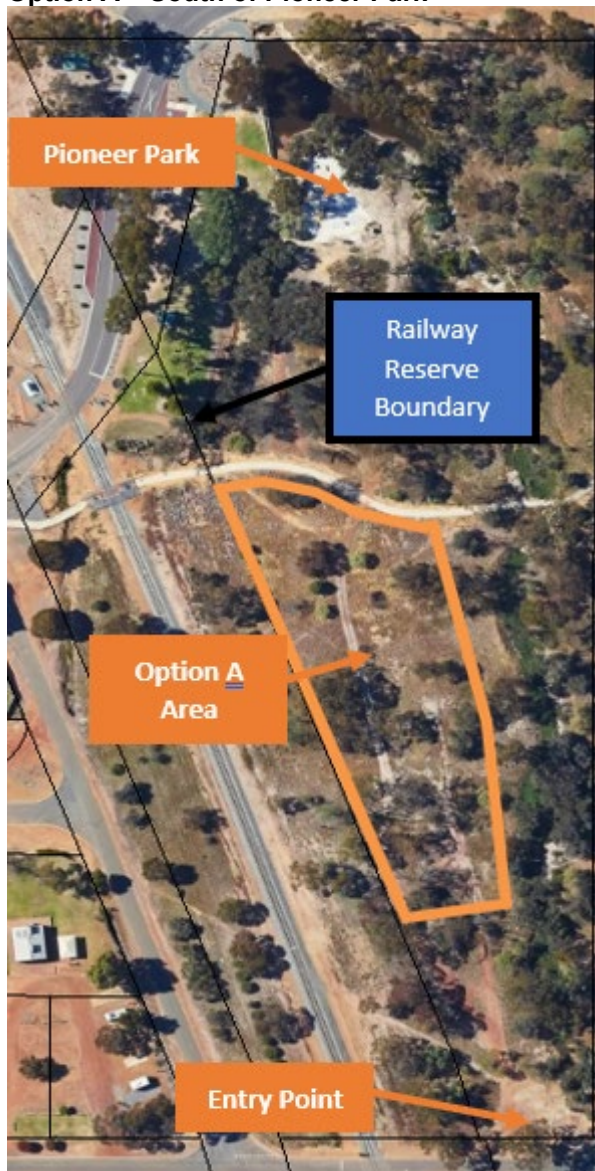 Option A – South of Pioneer Park
Pioneer Park
Railway
Reserve
Boundary
Option A
Area
Entry Point